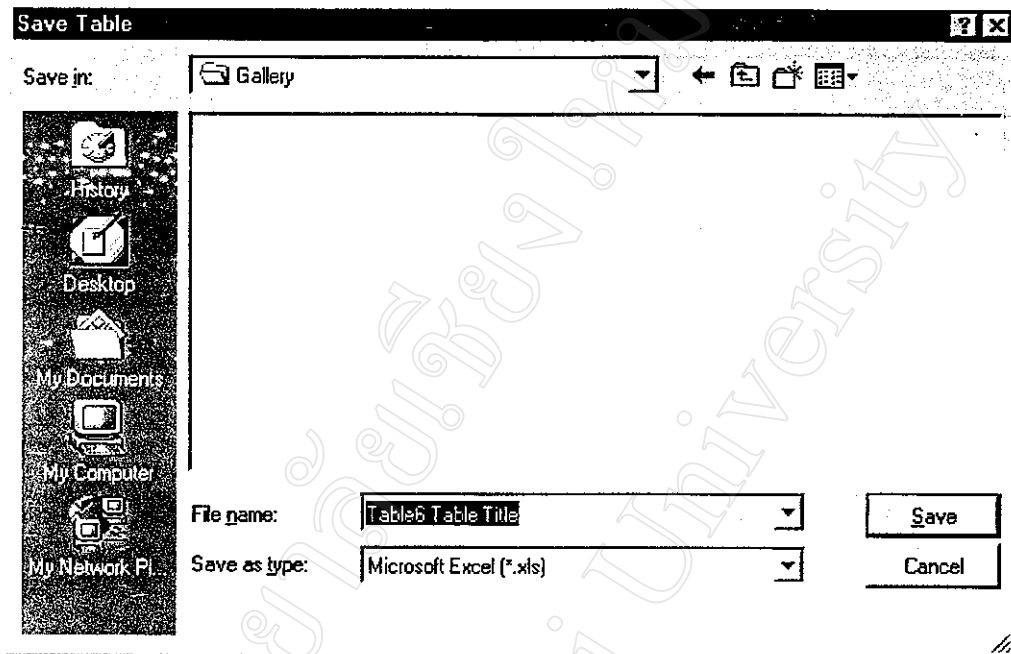 Save Table
Save in:
Gallery
History
Desktop
My Documents
My Computer
My Network Pl...
File name:
Table6 Table Title
Save
Save as type:
Microsoft Excel (*.xls)
Cancel
University